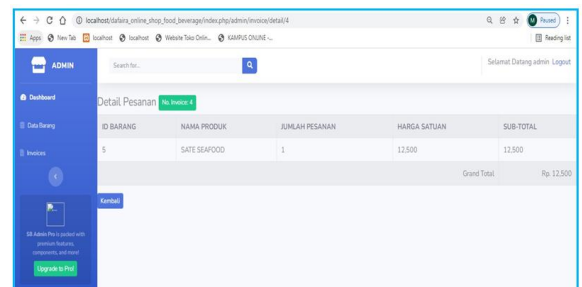 localhost/dafaira_online_shop_food_beverage/index.php/admin/invoice/detail/4 Paused
Apps New Tab localhost localhost Website Toko Onlin... KAMPUS ONLINE -... Reading list
ADMIN Search for... Selamat Datang admin Logout
Dashboard
Detail Pesanan No. Invoice: 4
Data Barang
ID BARANG NAMA PRODUK JUMLAH PESANAN HARGA SATUAN SUB-TOTAL
Invoices
5 SATE SEAFOOD 1 12,500 12,500
Grand Total Rp. 12,500
Kembali
SB Admin Pro is packed with
premium features,
components, and more!
Upgrade to Pro!